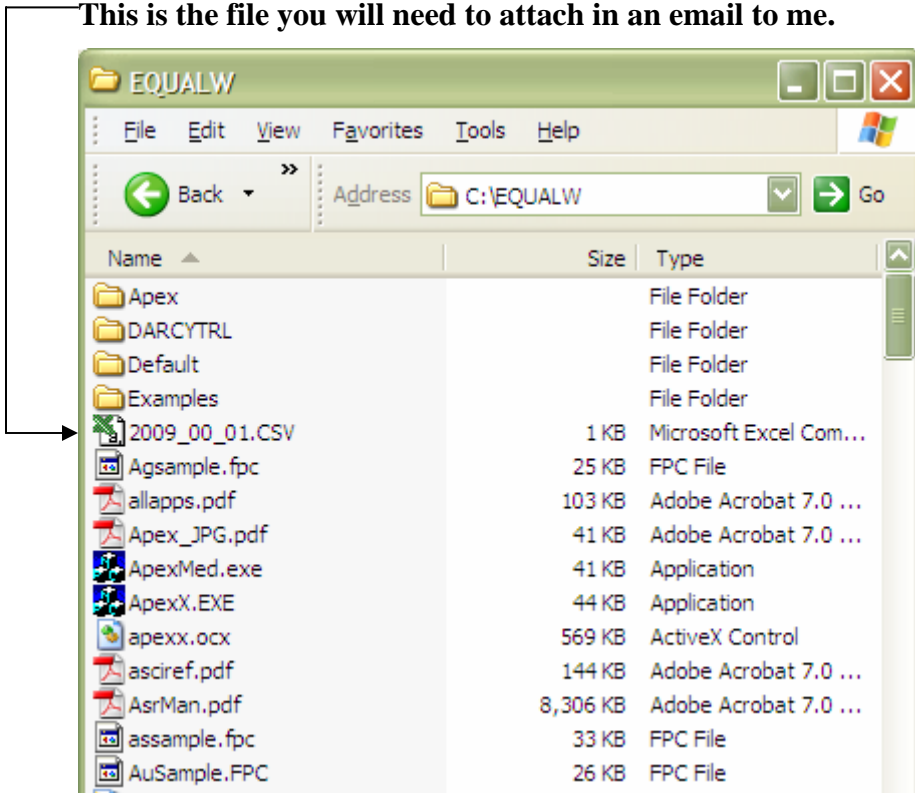 This is the file you will need to attach in an email to me.
EQUALW
File Edit View Favorites Tools Help
Back » Address C:\EQUALW Go
Name Size Type
Apex File Folder
DARCYTRL File Folder
Default File Folder
Examples File Folder
2009_00_01.CSV 1 KB Microsoft Excel Com...
Agsample.fpc 25 KB FPC File
allapps.pdf 103 KB Adobe Acrobat 7.0 ...
Apex_JPG.pdf 41 KB Adobe Acrobat 7.0 ...
ApexMed.exe 41 KB Application
ApexX.EXE 44 KB Application
apexx.ocx 569 KB ActiveX Control
asciref.pdf 144 KB Adobe Acrobat 7.0 ...
AsrMan.pdf 8,306 KB Adobe Acrobat 7.0 ...
assample.fpc 33 KB FPC File
AuSample.FPC 26 KB FPC File